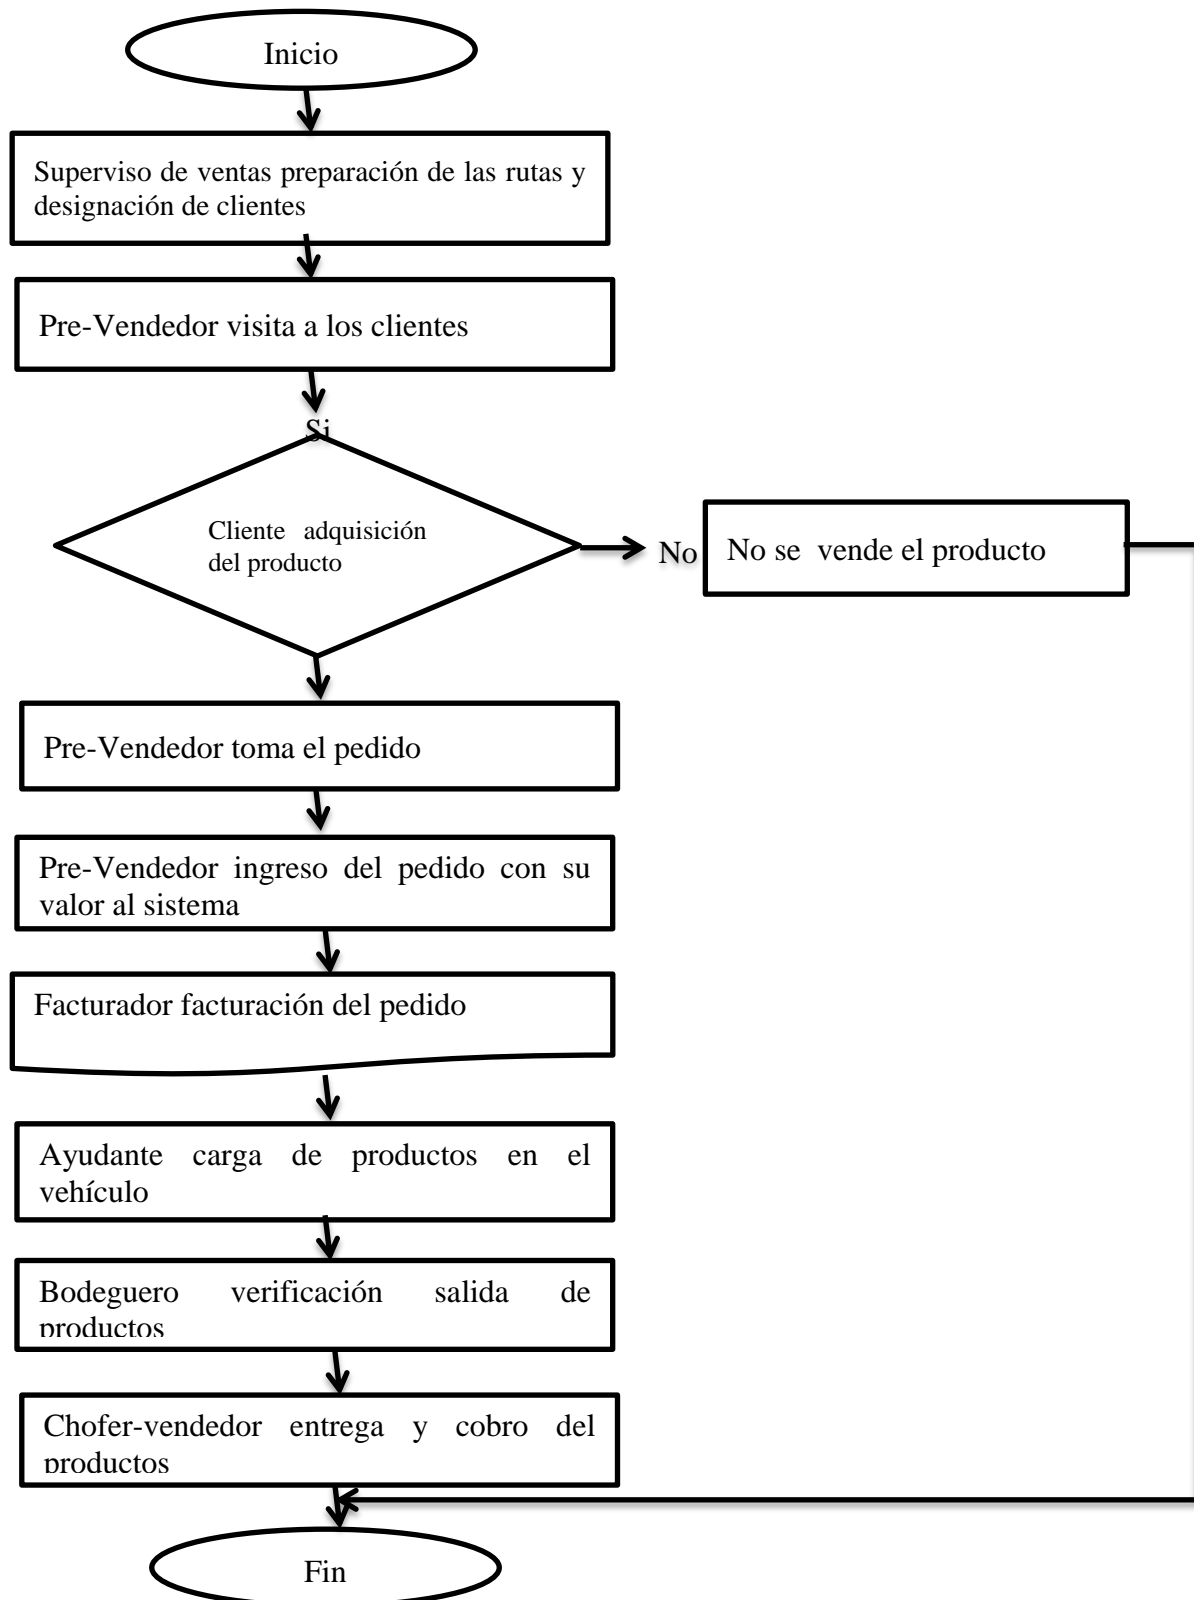 Inicio
Superviso de ventas preparación de las rutas y
designación de clientes
Pre-Vendedor visita a los clientes
Si
Cliente adquisición
del producto
No
No se vende el producto
Pre-Vendedor toma el pedido
Pre-Vendedor ingreso del pedido con su
valor al sistema
Facturador facturación del pedido
Ayudante carga de productos en el
vehículo
Bodeguero verificación salida de
productos
Chofer-vendedor entrega y cobro del
productos
Fin